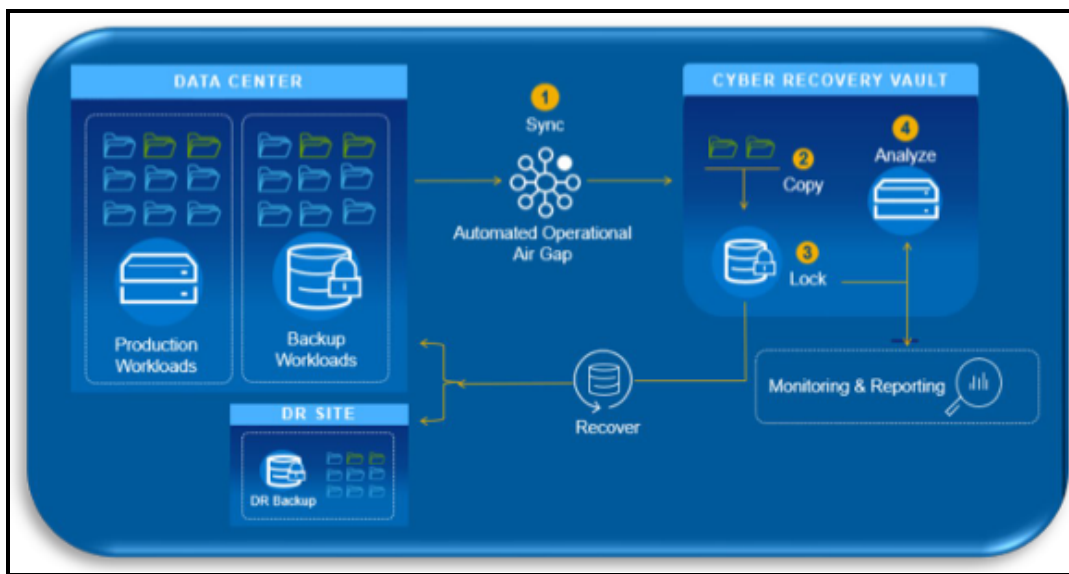 DATA CENTER
Production
Workloads
Backup
Workloads
1
Sync
Automated Operational
Air Gap
CYBER RECOVERY VAULT
2
Copy
3
Lock
4
Analyze
Monitoring & Reporting
Recover
DR SITE
DR Backup